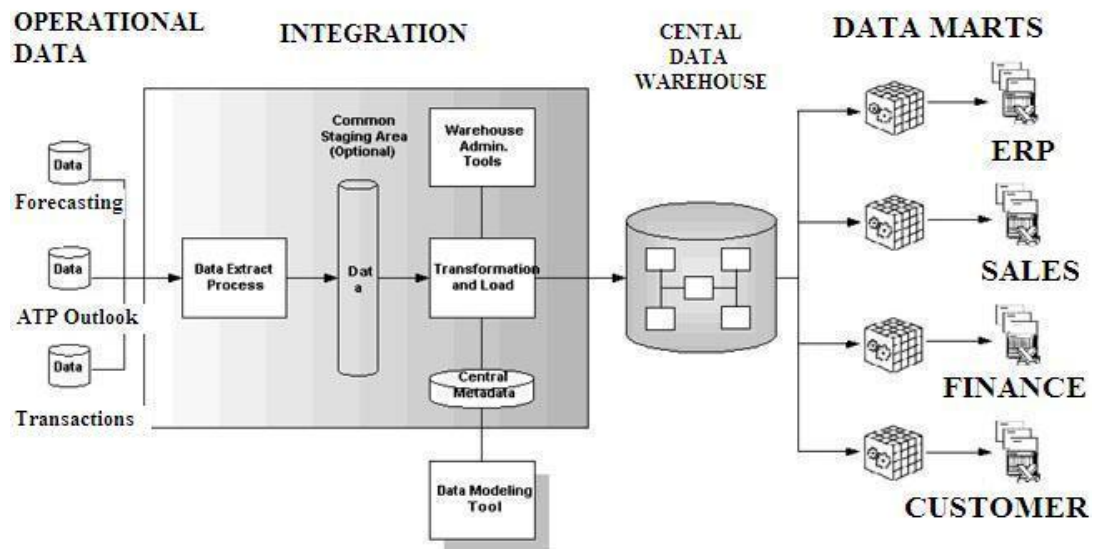 OPERATIONAL
DATA
INTEGRATION
CENTAL
DATA
WAREHOUSE
DATA MARTS
Common
Staging Area
(Optional)
Warehouse
Admin.
Tools
Data
Forecasting
Data
ATP Outlook
Data
Transactions
Data Extract
Process
Dat
a
Transformation
and Load
Central
Metadata
Data Modeling
Tool
ERP
SALES
FINANCE
CUSTOMER